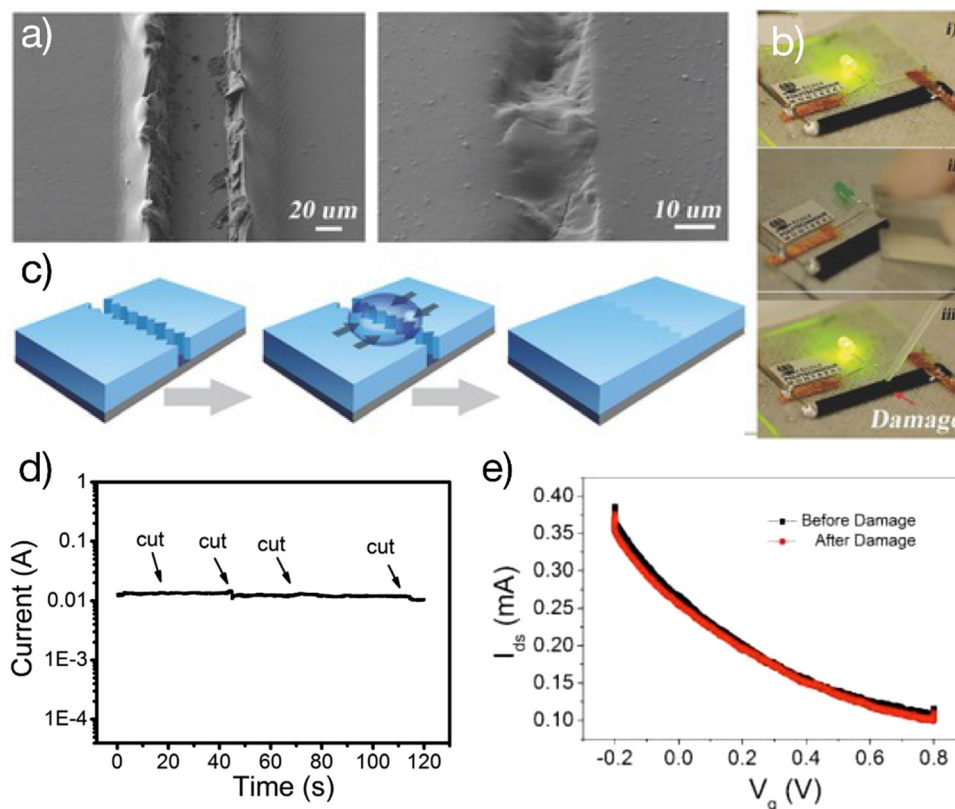 a)
20 um
10 um
b)
i)
ii
iii
Damage
c)
d)
1
0.1
0.01
1E-3
1E-4
Current (A)
cut
cut
cut
cut
0
20
40
60
80
100
120
Time (s)
e)
0.40
0.35
0.30
0.25
0.20
0.15
0.10
I_ds (mA)
Before Damage
After Damage
-0.2
0.0
0.2
0.4
0.6
0.8
V_g (V)